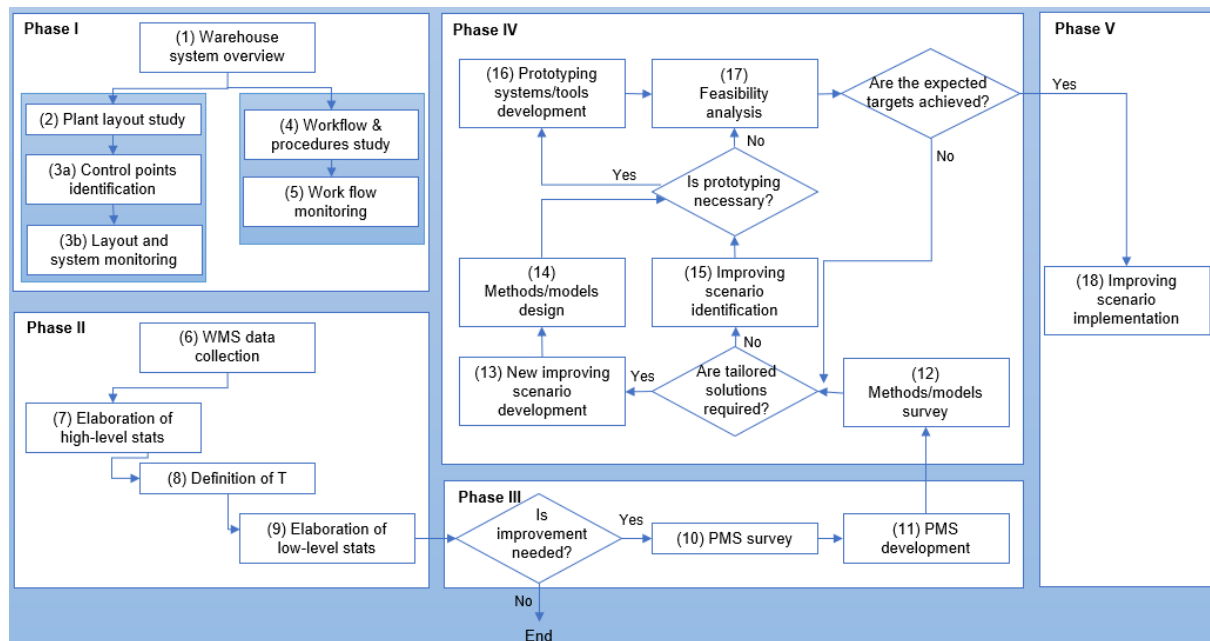 Phase I
(1) Warehouse
system overview
(2) Plant layout study
(3a) Control points
identification
(3b) Layout and
system monitoring
(4) Workflow &
procedures study
(5) Work flow
monitoring
Phase II
(6) WMS data
collection
(7) Elaboration of
high-level stats
(8) Definition of T
(9) Elaboration of
low-level stats
Phase III
Is
improvement
needed?
Yes
No
End
(10) PMS survey
(11) PMS
development
Phase IV
(16) Prototyping
systems/tools
development
(17)
Feasibility
analysis
Are the expected
targets achieved?
Yes
No
No
Yes
Is prototyping
necessary?
(14)
Methods/models
design
(15) Improving
scenario
identification
No
(13) New improving
scenario
development
Yes
Are tailored
solutions
required?
(12)
Methods/models
survey
Phase V
(18) Improving
scenario
implementation